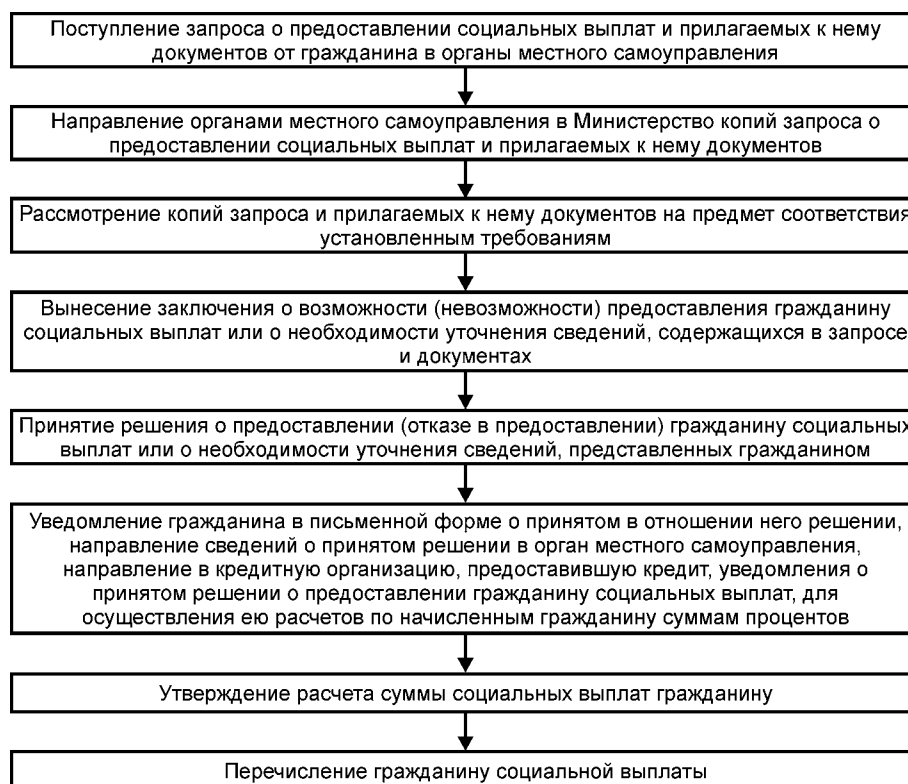 Поступление запроса о предоставлении социальных выплат и прилагаемых к нему
документов от гражданина в органы местного самоуправления
Направление органами местного самоуправления в Министерство копий запроса о
предоставлении социальных выплат и прилагаемых к нему документов
Рассмотрение копий запроса и прилагаемых к нему документов на предмет соответствия
установленным требованиям
Вынесение заключения о возможности (невозможности) предоставления гражданину
социальных выплат или о необходимости уточнения сведений, содержащихся в запросе
и документах
Принятие решения о предоставлении (отказе в предоставлении) гражданину социальных
выплат или о необходимости уточнения сведений, представленных гражданином
Уведомление гражданина в письменной форме о принятом в отношении него решении,
направление сведений о принятом решении в орган местного самоуправления,
направление в кредитную организацию, предоставившую кредит, уведомления о
принятом решении о предоставлении гражданину социальных выплат, для
осуществления ею расчетов по начисленным гражданину суммам процентов
Утверждение расчета суммы социальных выплат гражданину
Перечисление гражданину социальной выплаты